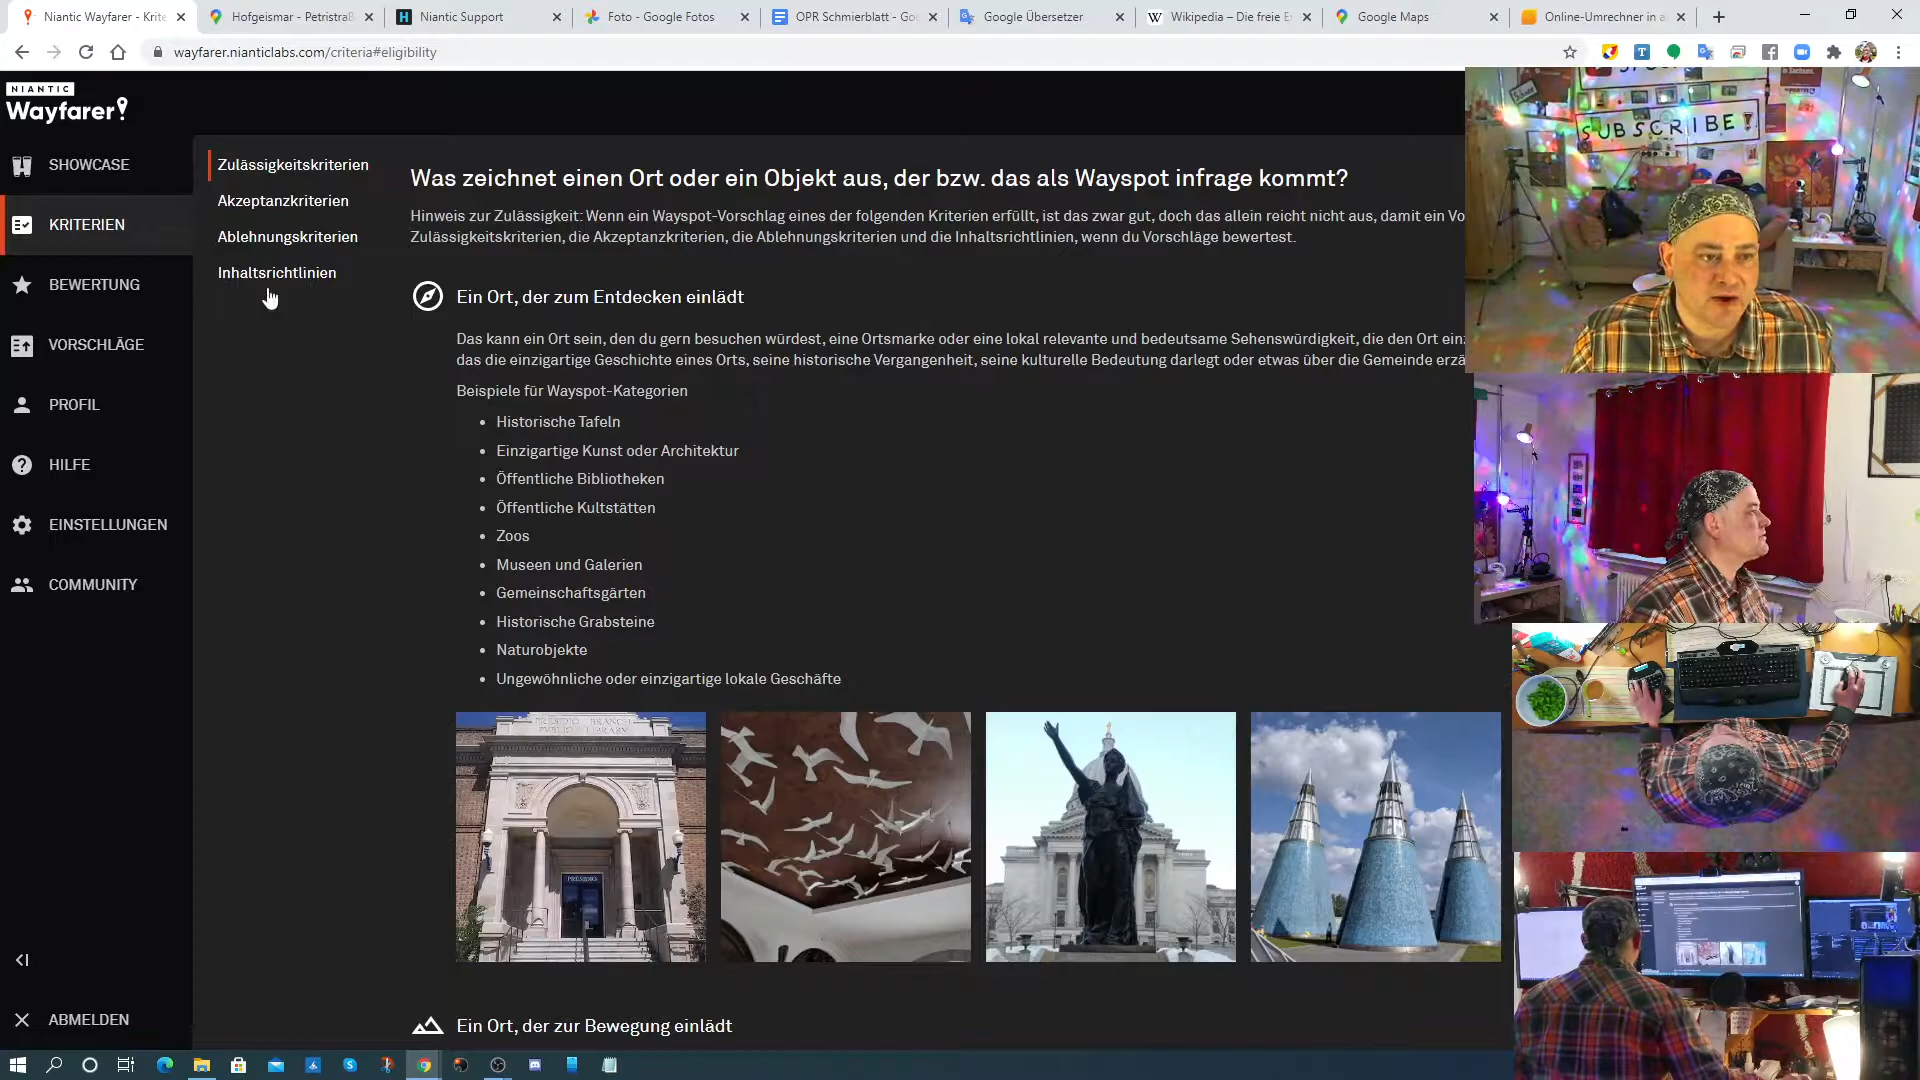 Niantic Wayfarer - Krite
Hofgeismar - Petristraß
Niantic Support
Foto - Google Fotos
OPR Schmierblatt - Goo
Google Übersetzer
Wikipedia – Die freie E
Google Maps
Online-Umrechner in a
wayfarer.nianticlabs.com/criteria#eligibility
NIANTIC
Wayfarer
SHOWCASE
KRITERIEN
BEWERTUNG
VORSCHLÄGE
PROFIL
HILFE
EINSTELLUNGEN
COMMUNITY
ABMELDEN
Zulässigkeitskriterien
Akzeptanzkriterien
Ablehnungskriterien
Inhaltsrichtlinien
Was zeichnet einen Ort oder ein Objekt aus, der bzw. das als Wayspot infrage kommt?
Hinweis zur Zulässigkeit: Wenn ein Wayspot-Vorschlag eines der folgenden Kriterien erfüllt, ist das zwar gut, doch das allein reicht nicht aus, damit ein Vo
Zulässigkeitskriterien, die Akzeptanzkriterien, die Ablehnungskriterien und die Inhaltsrichtlinien, wenn du Vorschläge bewertest.
Ein Ort, der zum Entdecken einlädt
Das kann ein Ort sein, den du gern besuchen würdest, eine Ortsmarke oder eine lokal relevante und bedeutsame Sehenswürdigkeit, die den Ort einz
das die einzigartige Geschichte eines Orts, seine historische Vergangenheit, seine kulturelle Bedeutung darlegt oder etwas über die Gemeinde erzä
Beispiele für Wayspot-Kategorien
• Historische Tafeln
• Einzigartige Kunst oder Architektur
• Öffentliche Bibliotheken
• Öffentliche Kultstätten
• Zoos
• Museen und Galerien
• Gemeinschaftsgärten
• Historische Grabsteine
• Naturobjekte
• Ungewöhnliche oder einzigartige lokale Geschäfte
PRESIDIO BRANCH
PUBLIC LIBRARY
PRESIDIO
Ein Ort, der zur Bewegung einlädt
SUBSCRIBE!